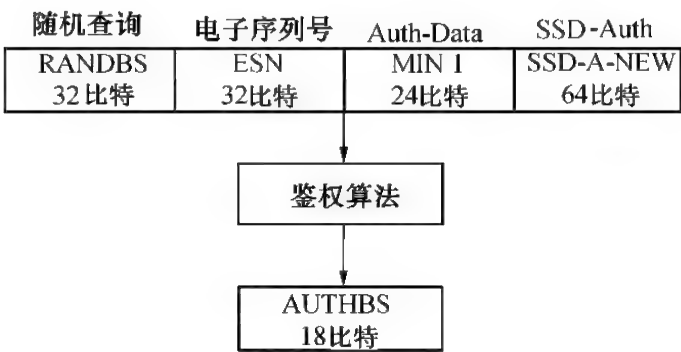 随机查询 电子序列号 Auth-Data SSD-Auth
RANDBS ESN MIN 1 SSD-A-NEW
32比特 32比特 24比特 64比特
鉴权算法
AUTHBS
18比特